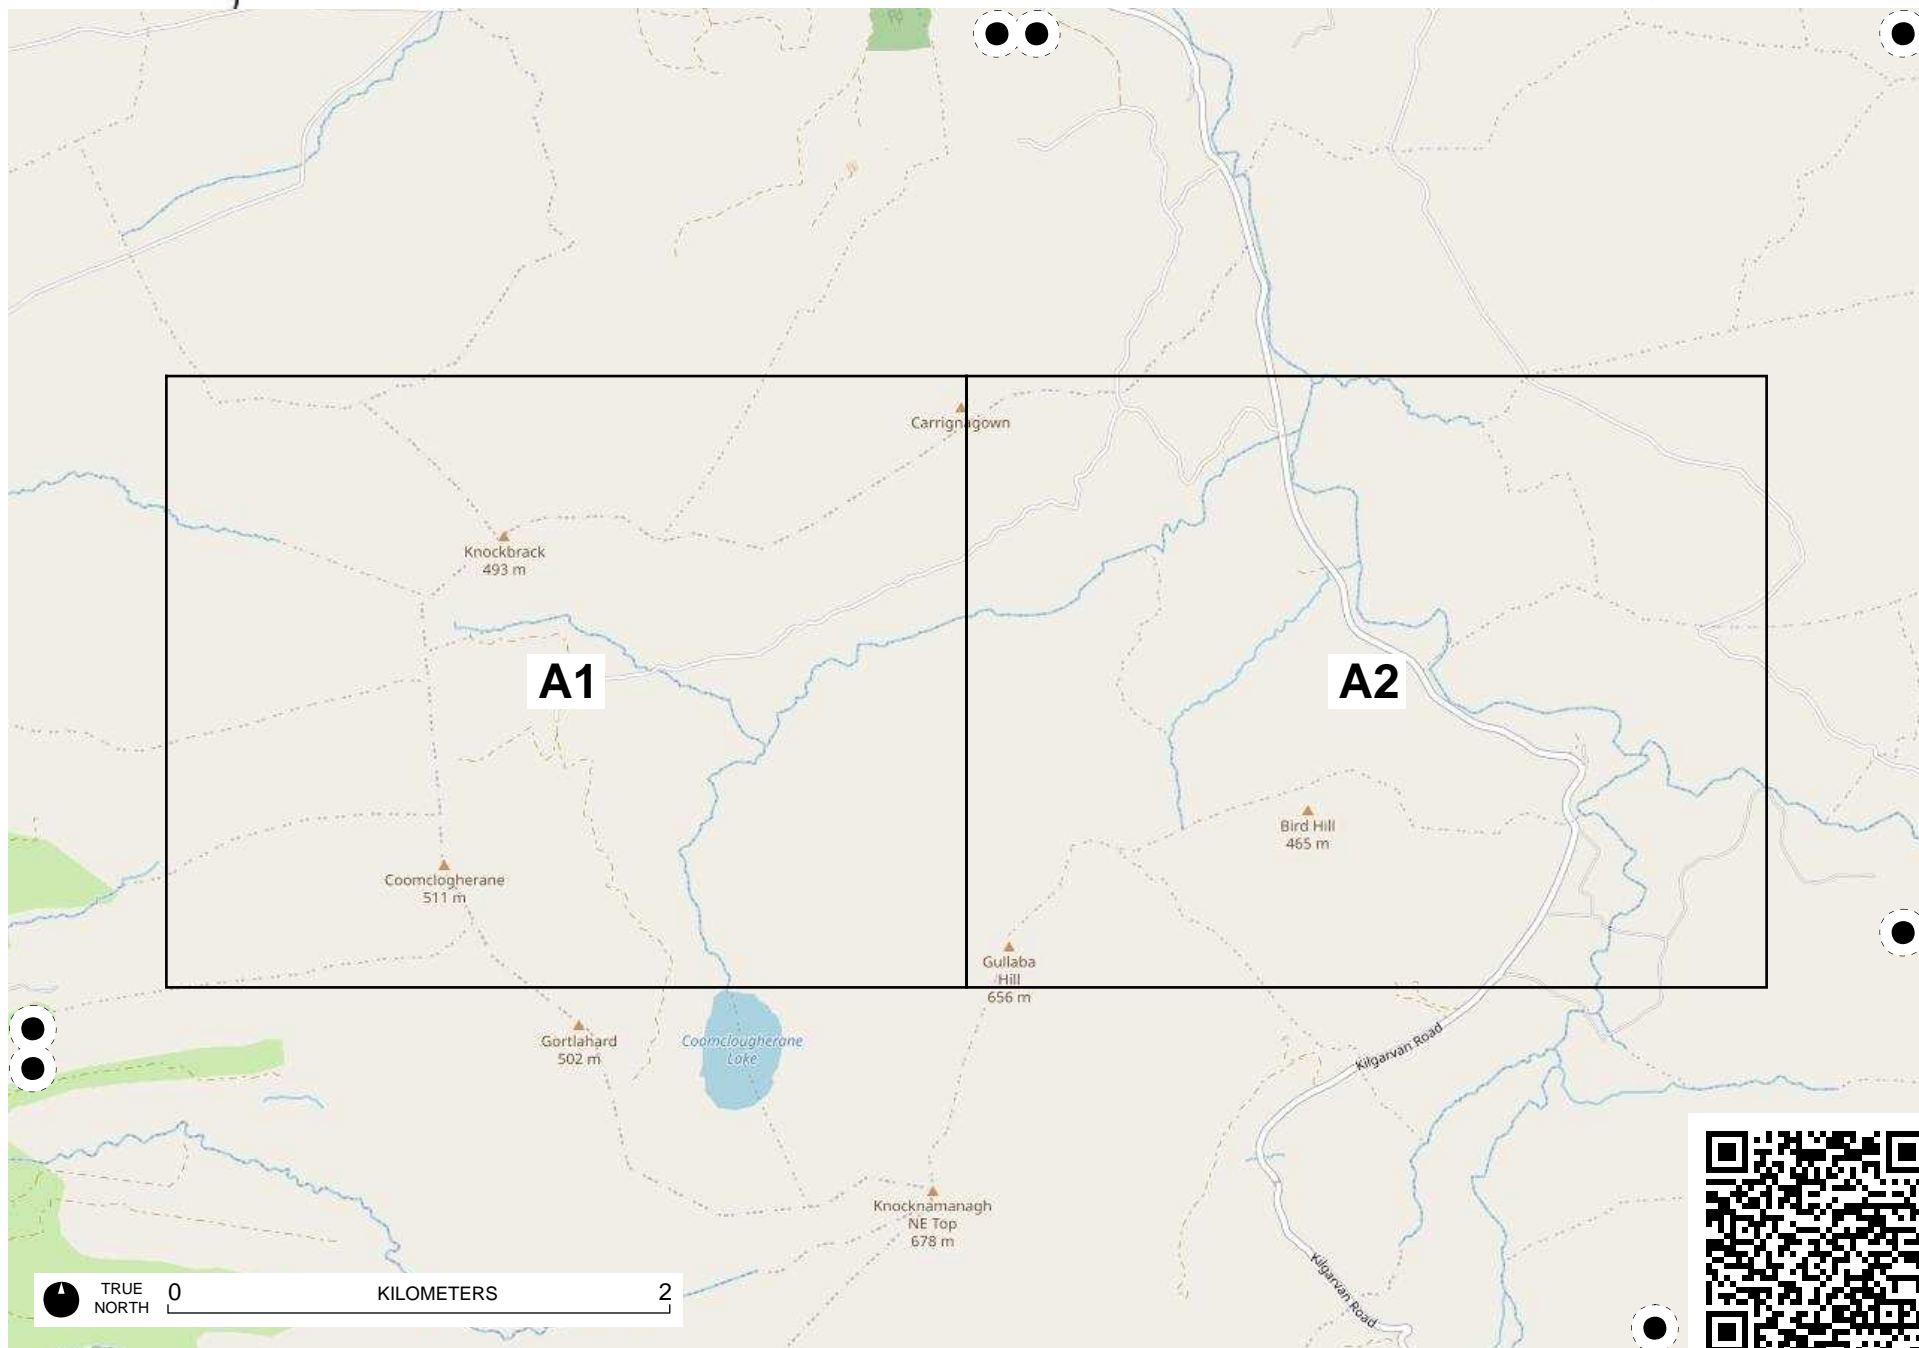 Carrignagown
Knockbrack
493 m
A1
A2
Bird Hill
465 m
Coomclogherane
511 m
Gullaba
Hill
656 m
Gortlahard
502 m
Coomclougherane
Lake
Kilgarvan Road
Knocknamanagh
NE Top
678 m
Kilgarvan Road
TRUE
NORTH
0
KILOMETERS
2